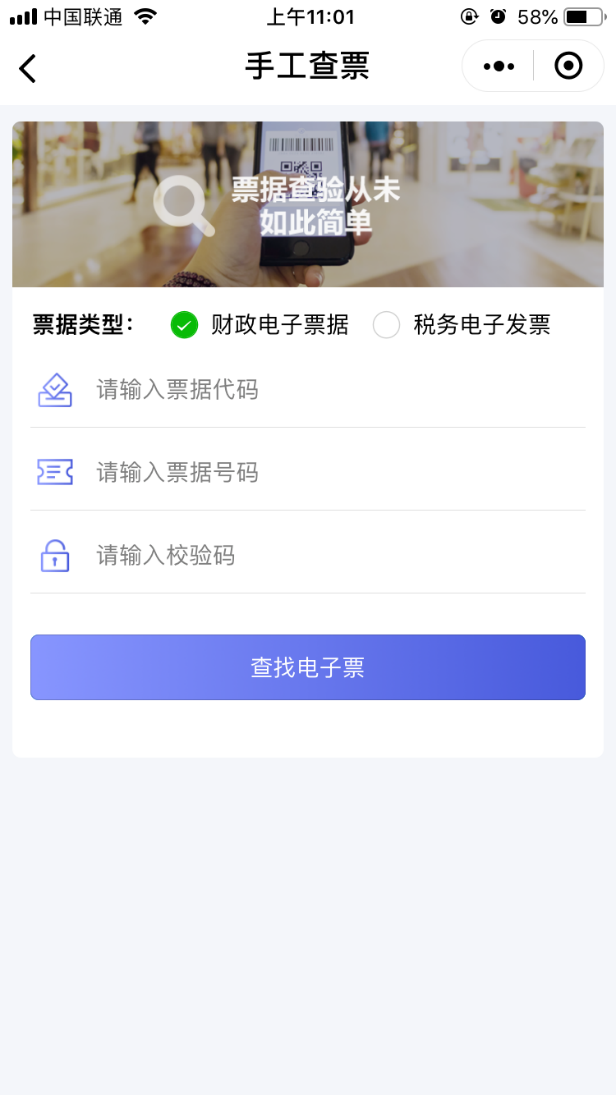 中国联通 上午11:01 58%
手工查票
票据查验从未
如此简单
票据类型： 财政电子票据 税务电子发票
请输入票据代码
请输入票据号码
请输入校验码
查找电子票